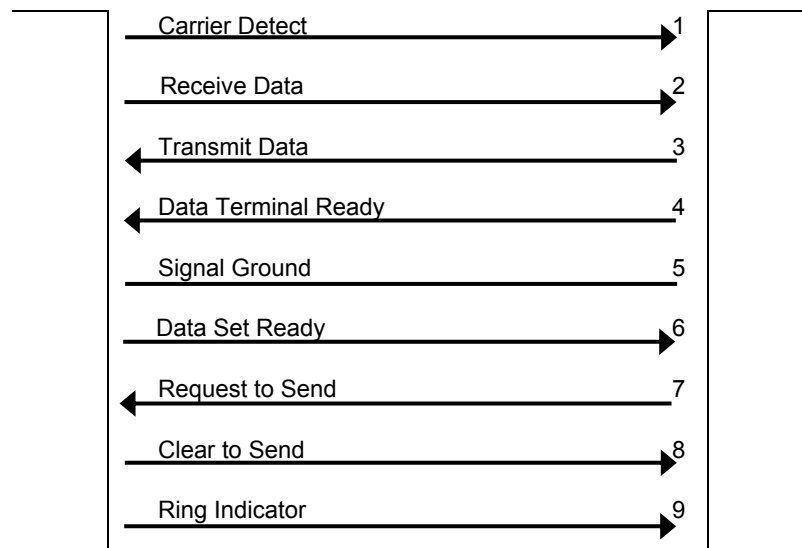 Carrier Detect 1
Receive Data 2
Transmit Data 3
Data Terminal Ready 4
Signal Ground 5
Data Set Ready 6
Request to Send 7
Clear to Send 8
Ring Indicator 9